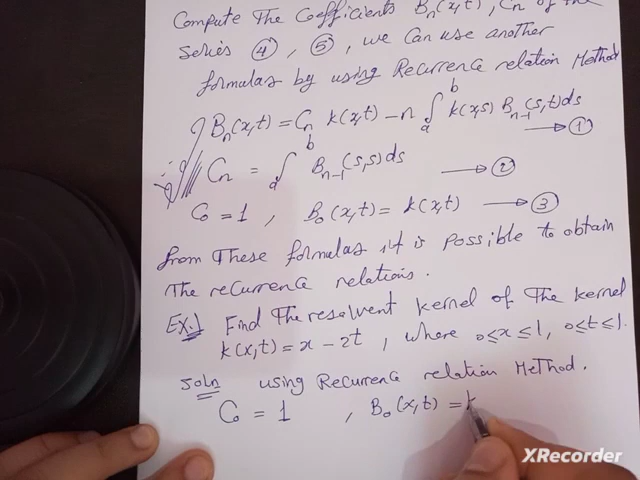 Compute The Coefficients Bn(x,t), Cn of the
series ④, ⑤, we can use another
formulas by using Recurrence relation Method
Bn(x,t) = Cn k(x,t) - n ∫ₐᵇ k(x,s) Bn-1(s,t)ds → ①
Cn = ∫ₐᵇ Bn-1(s,s)ds → ②
C₀ = 1 , B₀(x,t) = k(x,t) → ③
from These formulas it is possible to obtain
The recurrence relations.
EX.1 Find The resolvent kernel of The kernel
k(x,t) = x - 2t , where 0≤x≤1, 0≤t≤1.
Soln using Recurrence relation Method.
C₀ = 1 , B₀(x,t) = k
XRecorder